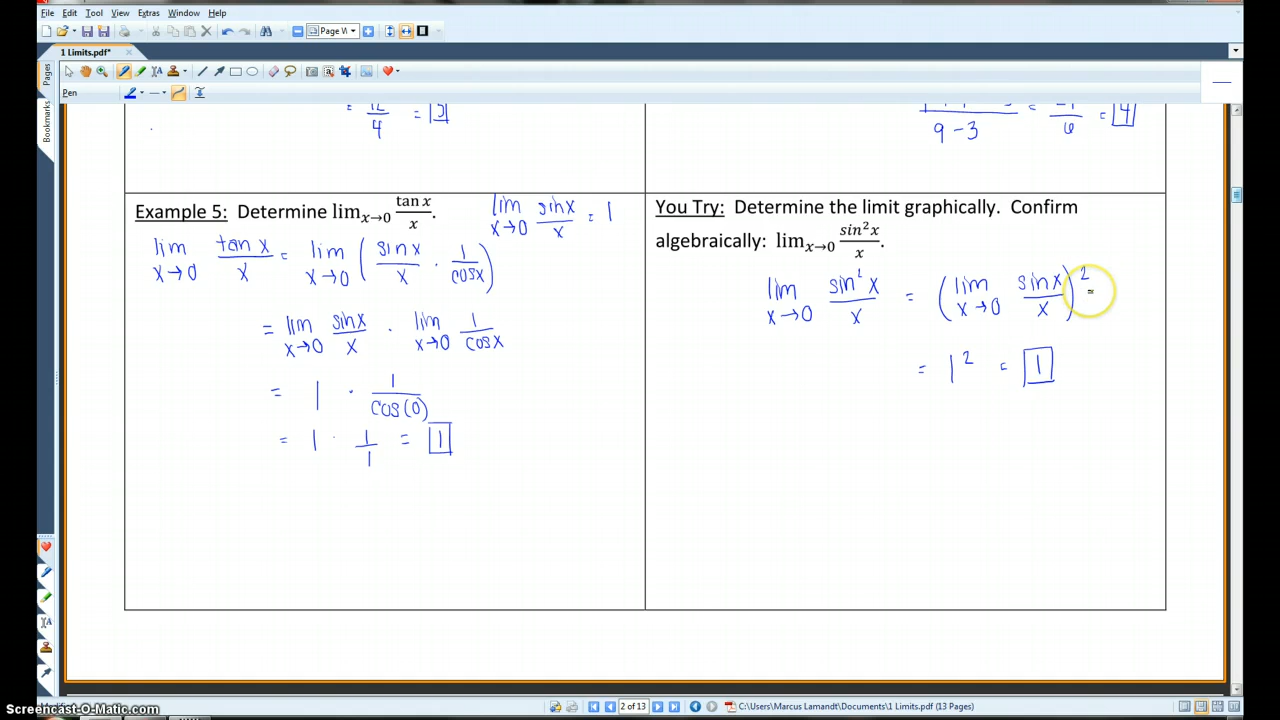 File Edit Tool View Extras Window Help
Page W
1 Limits.pdf*
Pen
Pages
Bookmarks
= 12/4 = 3
9 - 3 = 6 = 4
Example 5: Determine lim x→0 tan x / x.
lim x→0 sin x / x = 1
lim x→0 tan x / x = lim x→0 (sin x / x · 1 / cos x)
= lim x→0 sin x / x · lim x→0 1 / cos x
= 1 · 1 / cos(0)
= 1 · 1/1 = 1
You Try: Determine the limit graphically. Confirm
algebraically: lim x→0 sin²x / x.
lim x→0 sin² x / x = (lim x→0 sin x / x)²
= 1² = 1
Screencast-O-Matic.com
2 of 13
C:\Users\Marcus Lamandt\Documents\1 Limits.pdf (13 Pages)